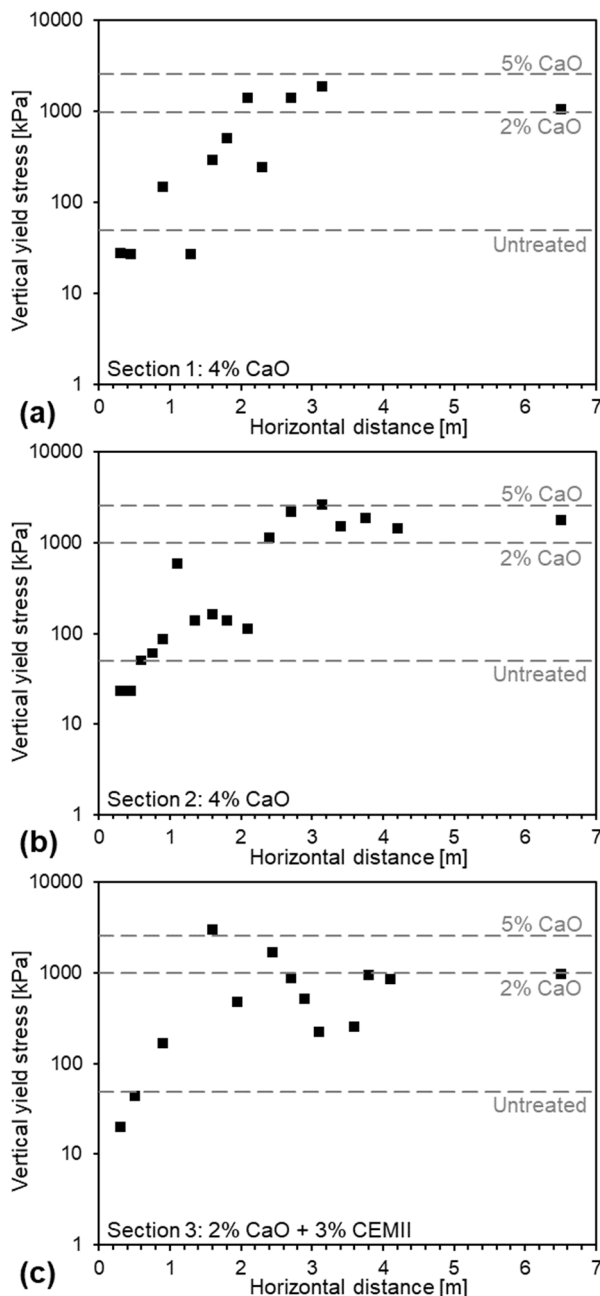 10000
1000
100
10
1
Vertical yield stress [kPa]
5% CaO
2% CaO
Untreated
Section 1: 4% CaO
(a)
0 1 2 3 4 5 6 7
Horizontal distance [m]
10000
1000
100
10
1
Vertical yield stress [kPa]
5% CaO
2% CaO
Untreated
Section 2: 4% CaO
(b)
0 1 2 3 4 5 6 7
Horizontal distance [m]
10000
1000
100
10
1
Vertical yield stress [kPa]
5% CaO
2% CaO
Untreated
Section 3: 2% CaO + 3% CEMII
(c)
0 1 2 3 4 5 6 7
Horizontal distance [m]